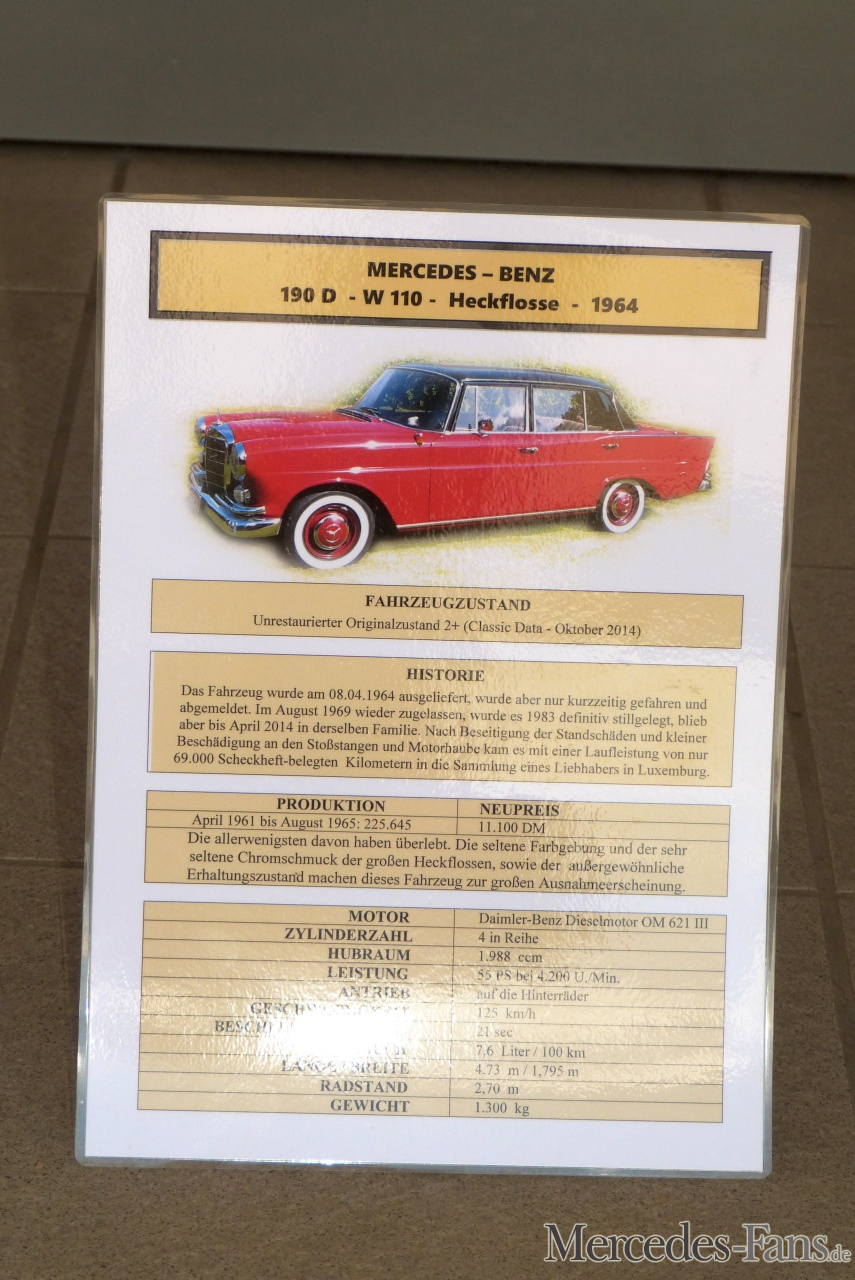 MERCEDES – BENZ
190 D - W 110 - Heckflosse - 1964
FAHRZEUGZUSTAND
Unrestaurierter Originalzustand 2+ (Classic Data - Oktober 2014)
HISTORIE
Das Fahrzeug wurde am 08.04.1964 ausgeliefert, wurde aber nur kurzzeitig gefahren und
abgemeldet. Im August 1969 wieder zugelassen, wurde es 1983 definitiv stillgelegt, blieb
aber bis April 2014 in derselben Familie. Nach Beseitigung der Standschäden und kleiner
Beschädigung an den Stoßstangen und Motorhaube kam es mit einer Laufleistung von nur
69.000 Scheckheft-belegten Kilometern in die Sammlung eines Liebhabers in Luxemburg.
PRODUKTION NEUPREIS
April 1961 bis August 1965: 225.645 11.100 DM
Die allerwenigsten davon haben überlebt. Die seltene Farbgebung und der sehr
seltene Chromschmuck der großen Heckflossen, sowie der außergewöhnliche
Erhaltungszustand machen dieses Fahrzeug zur großen Ausnahmeerscheinung.
MOTOR Daimler-Benz Dieselmotor OM 621 III
ZYLINDERZAHL 4 in Reihe
HUBRAUM 1.988 ccm
LEISTUNG 55 PS bei 4.200 U./Min.
ANTRIEB auf die Hinterräder
125 km/h
21 sec
7,6 Liter / 100 km
LÄNGE / BREITE 4.73 m / 1,795 m
RADSTAND 2,70 m
GEWICHT 1.300 kg
Mercedes-Fans.de